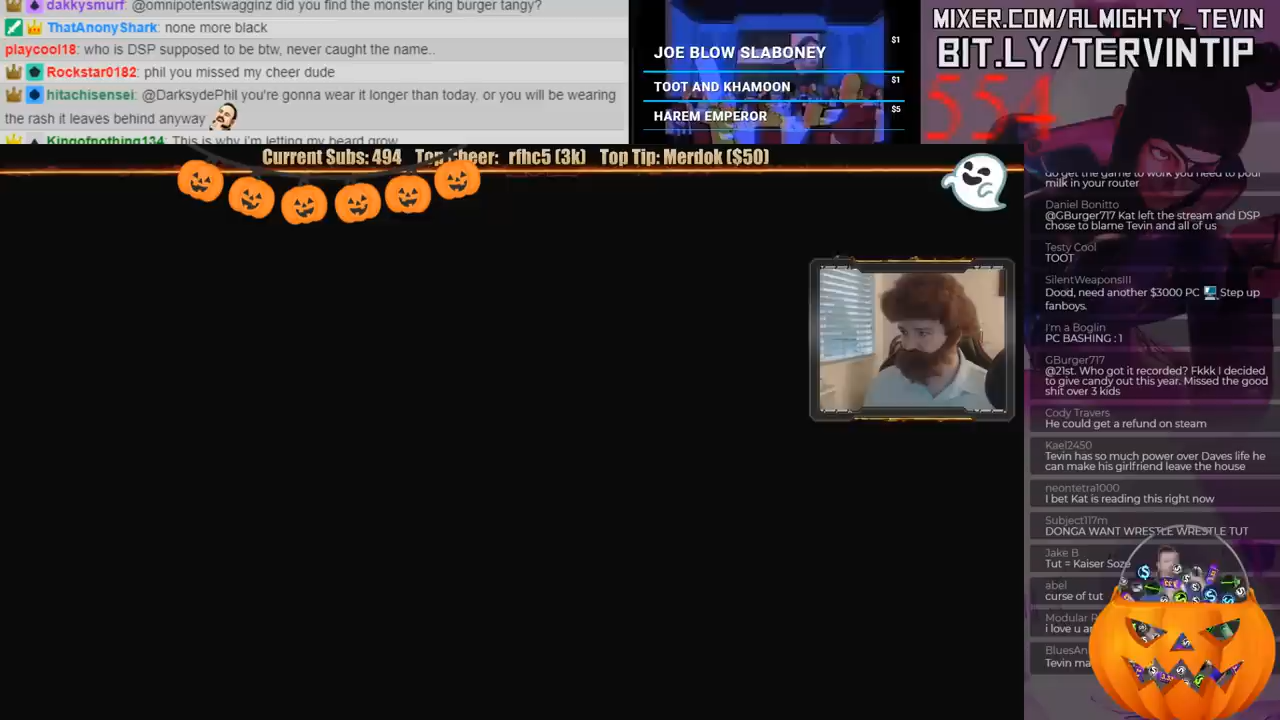 dakkysmurf: @omnipotentswagginz did you find the monster king burger tangy?
ThatAnonyShark: none more black
playcool18: who is DSP supposed to be btw, never caught the name..
Rockstar0182: phil you missed my cheer dude
hitachisensei: @DarksydePhil you're gonna wear it longer than today. or you will be wearing
the rash it leaves behind anyway
Kingofnothing134: This is why i'm letting my beard grow
$1
JOE BLOW SLABONEY
$1
TOOT AND KHAMOON
$5
HAREM EMPEROR
MIXER.COM/ALMIGHTY_TEVIN
BIT.LY/TERVINTIP
554
Current Subs: 494 Top Cheer: rfhc5 (3k) Top Tip: Merdok ($50)
do get the game to work you need to pour
milk in your router
Daniel Bonitto
@GBurger717 Kat left the stream and DSP
chose to blame Tevin and all of us
Testy Cool
TOOT
SilentWeaponsIII
Dood, need another $3000 PC Step up
fanboys.
I'm a Boglin
PC BASHING : 1
GBurger717
@21st. Who got it recorded? Fkkk I decided
to give candy out this year. Missed the good
shit over 3 kids
Cody Travers
He could get a refund on steam
Kael2450
Tevin has so much power over Daves life he
can make his girlfriend leave the house
neontetra1000
I bet Kat is reading this right now
Subject117m
DONGA WANT WRESTLE WRESTLE TUT
Jake B
Tut = Kaiser Soze
abel
curse of tut
Modular
i love u
Tevin